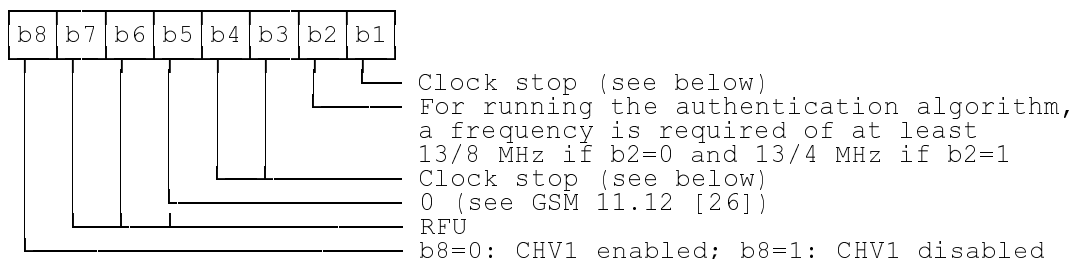 b8 b7 b6 b5 b4 b3 b2 b1
Clock stop (see below)
For running the authentication algorithm,
a frequency is required of at least
13/8 MHz if b2=0 and 13/4 MHz if b2=1
Clock stop (see below)
0 (see GSM 11.12 [26])
RFU
b8=0: CHV1 enabled; b8=1: CHV1 disabled